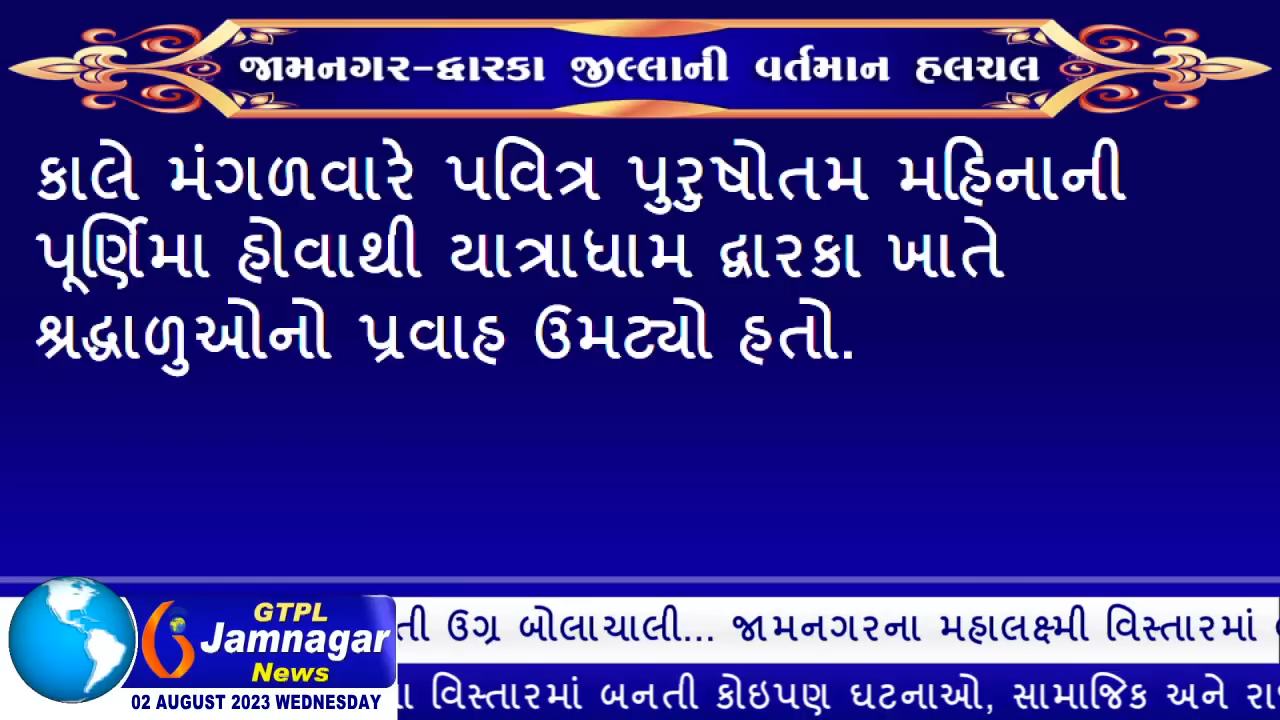 જામનગર-દ્વારકા જીલ્લાની વર્તમાન હલચલ
કાલે મંગળવારે પવિત્ર પુરુષોતમ મહિનાની
પૂર્ણિમા હોવાથી યાત્રાધામ દ્વારકા ખાતે
શ્રદ્ધાળુઓનો પ્રવાહ ઉમટ્યો હતો.
GTPL
Jamnagar
News
02 AUGUST 2023 WEDNESDAY
તી ઉગ્ર બોલાચાલી... જામનગરના મહાલક્ષ્મી વિસ્તારમાં
વિસ્તારમાં બનતી કોઇપણ ઘટનાઓ, સામાજિક અને